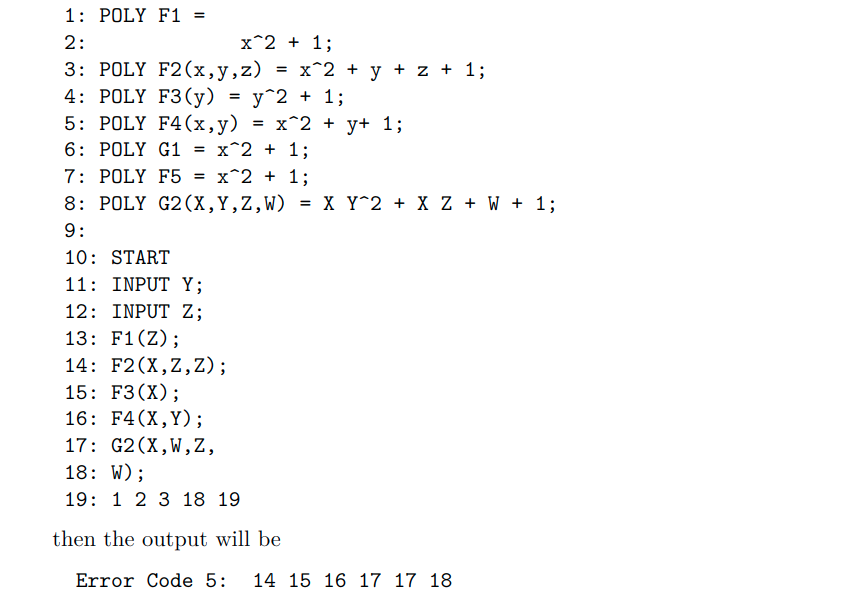 1: POLY F1 =
2:             x^2 + 1;
3: POLY F2(x,y,z) = x^2 + y + z + 1;
4: POLY F3(y) = y^2 + 1;
5: POLY F4(x,y) = x^2 + y+ 1;
6: POLY G1 = x^2 + 1;
7: POLY F5 = x^2 + 1;
8: POLY G2(X,Y,Z,W) = X Y^2 + X Z + W + 1;
9:
10: START
11: INPUT Y;
12: INPUT Z;
13: F1(Z);
14: F2(X,Z,Z);
15: F3(X);
16: F4(X,Y);
17: G2(X,W,Z,
18: W);
19: 1 2 3 18 19
then the output will be
Error Code 5:  14 15 16 17 17 18